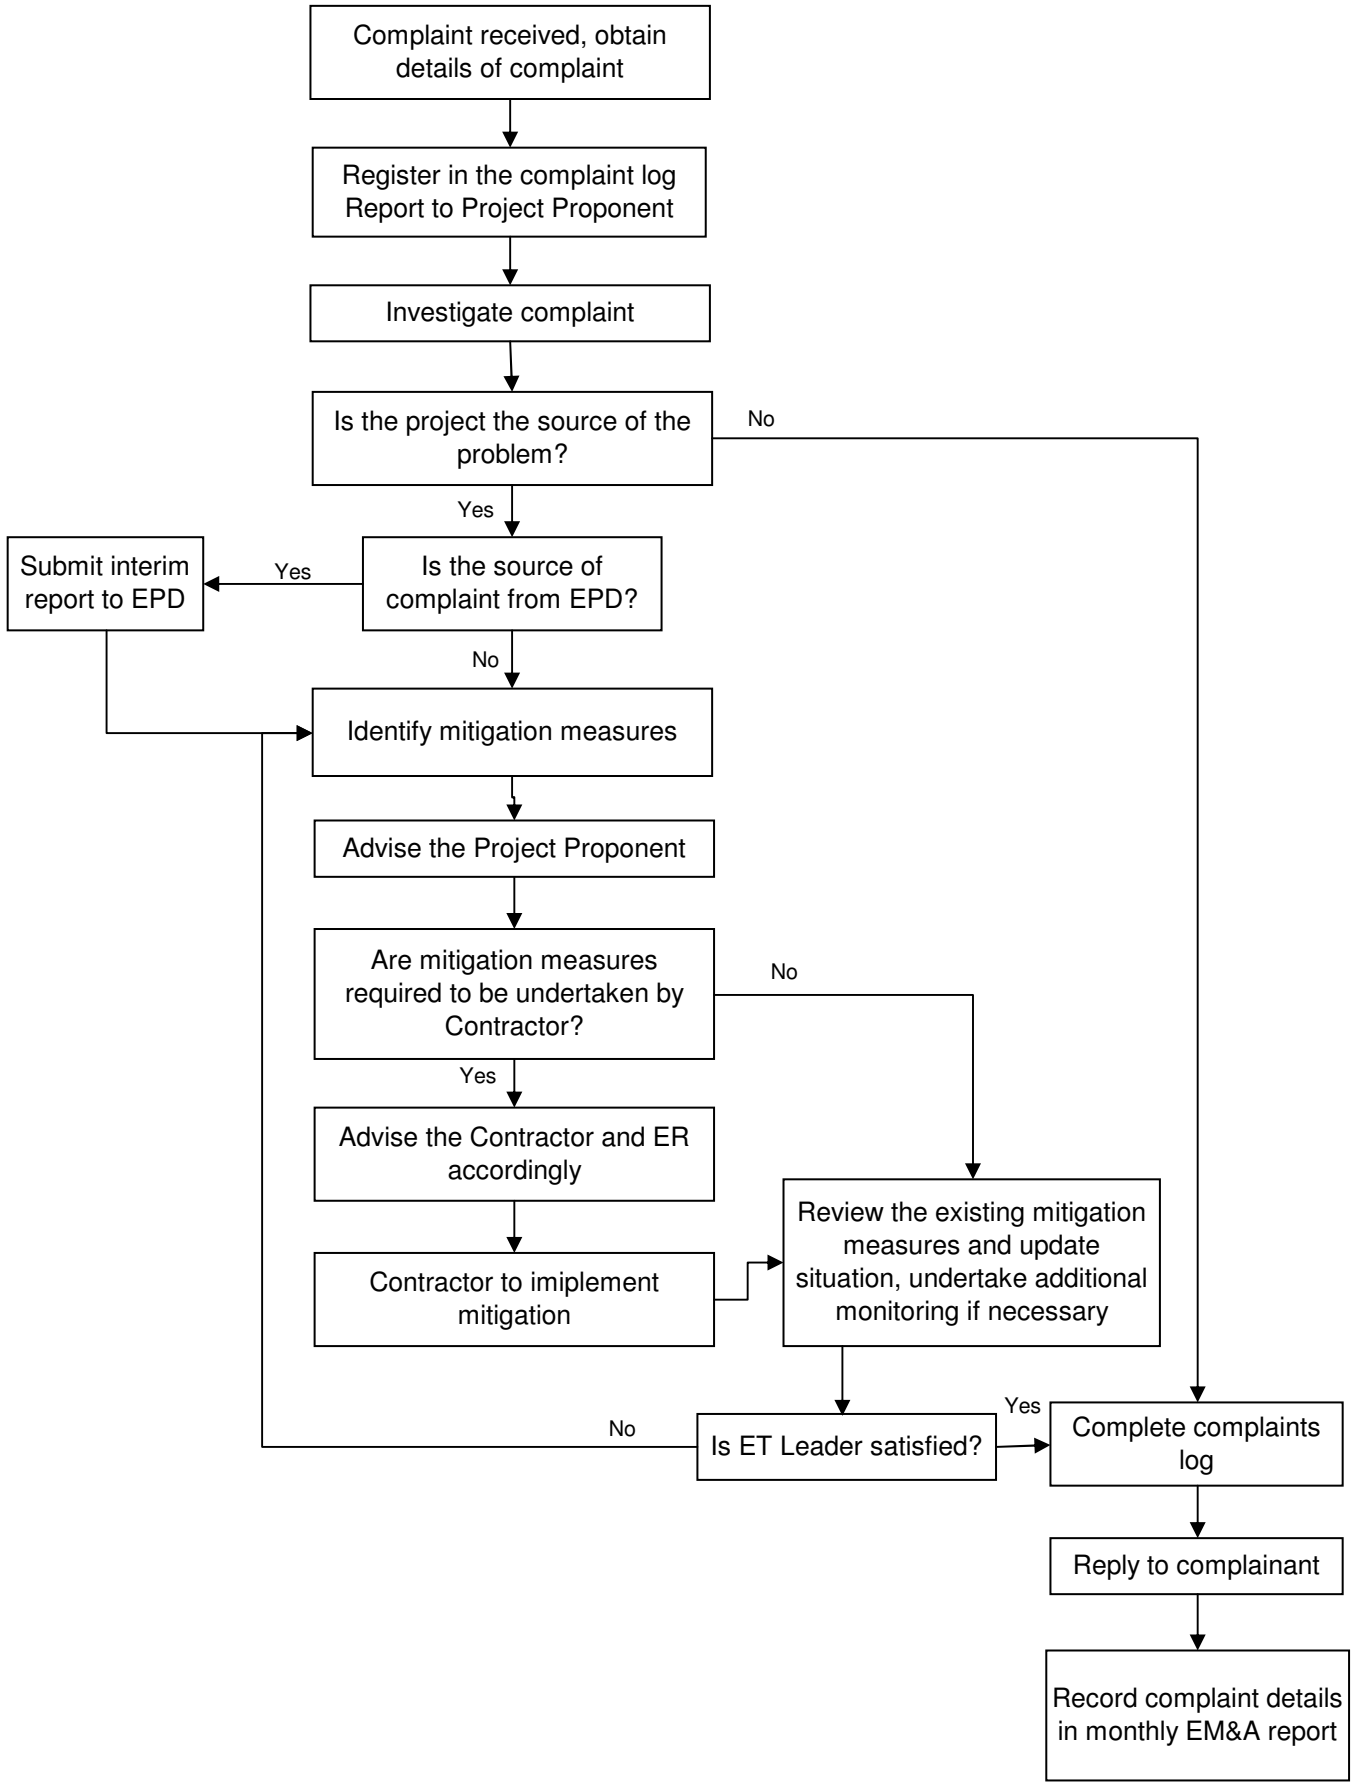 Complaint received, obtain
details of complaint
Register in the complaint log
Report to Project Proponent
Investigate complaint
Is the project the source of the
problem?
No
Yes
Submit interim
report to EPD
Yes
Is the source of
complaint from EPD?
No
Identify mitigation measures
Advise the Project Proponent
Are mitigation measures
required to be undertaken by
Contractor?
No
Yes
Advise the Contractor and ER
accordingly
Contractor to imiplement
mitigation
Review the existing mitigation
measures and update
situation, undertake additional
monitoring if necessary
No
Is ET Leader satisfied?
Yes
Complete complaints
log
Reply to complainant
Record complaint details
in monthly EM&A report